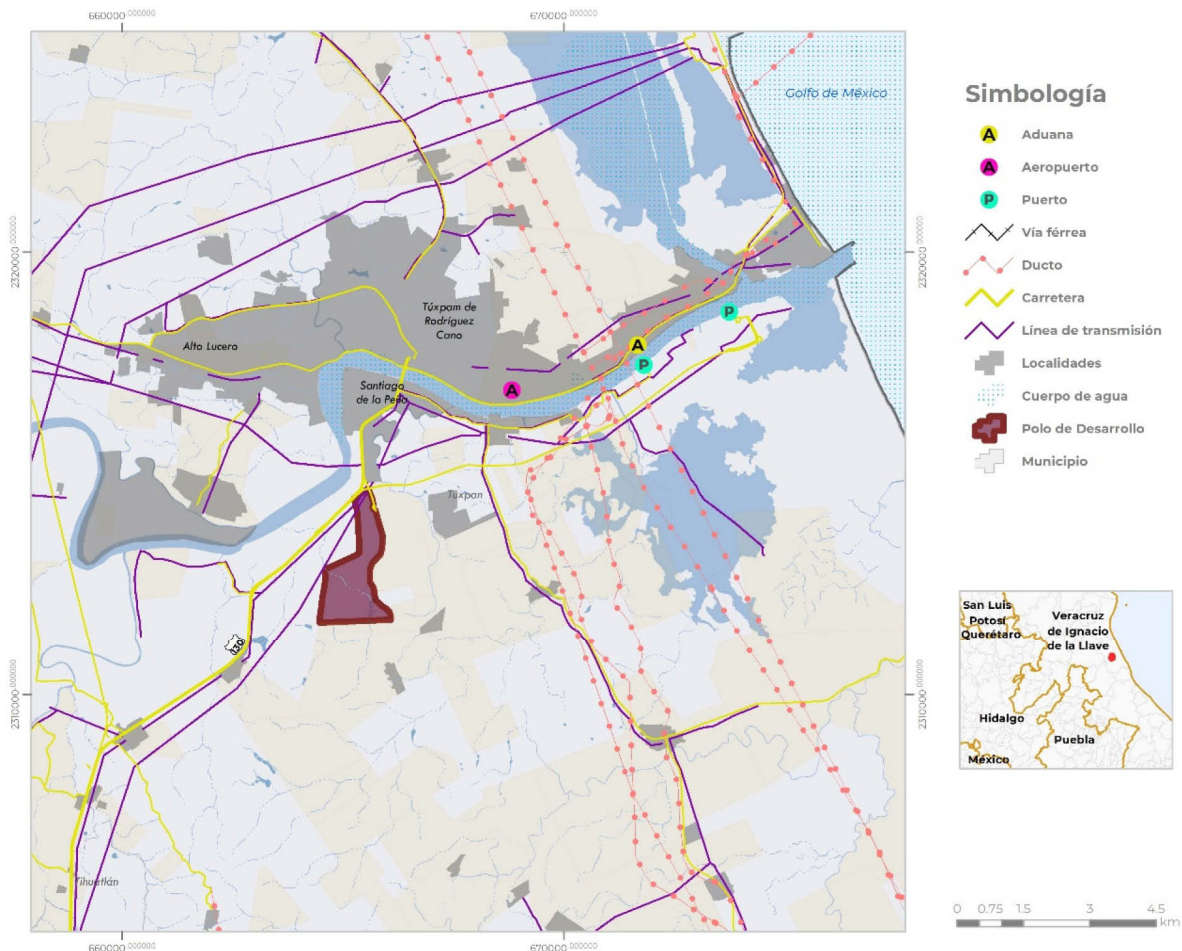 660000.000000
670000.000000
2320000.000000
2320000.000000
2310000.000000
2310000.000000
660000.000000
670000.000000
Golfo de México
Túxpam de
Rodríguez
Cano
Alto Lucero
Santiago
de la Peña
Túxpan
130
Tihuatlán
Simbología
A Aduana
A Aeropuerto
P Puerto
Vía férrea
Ducto
Carretera
Línea de transmisión
Localidades
Cuerpo de agua
Polo de Desarrollo
Municipio
A
A
P
P
San Luis
Potosí
Querétaro
Veracruz
de Ignacio
de la Llave
Hidalgo
Puebla
México
0 0.75 1.5 3 4.5
km